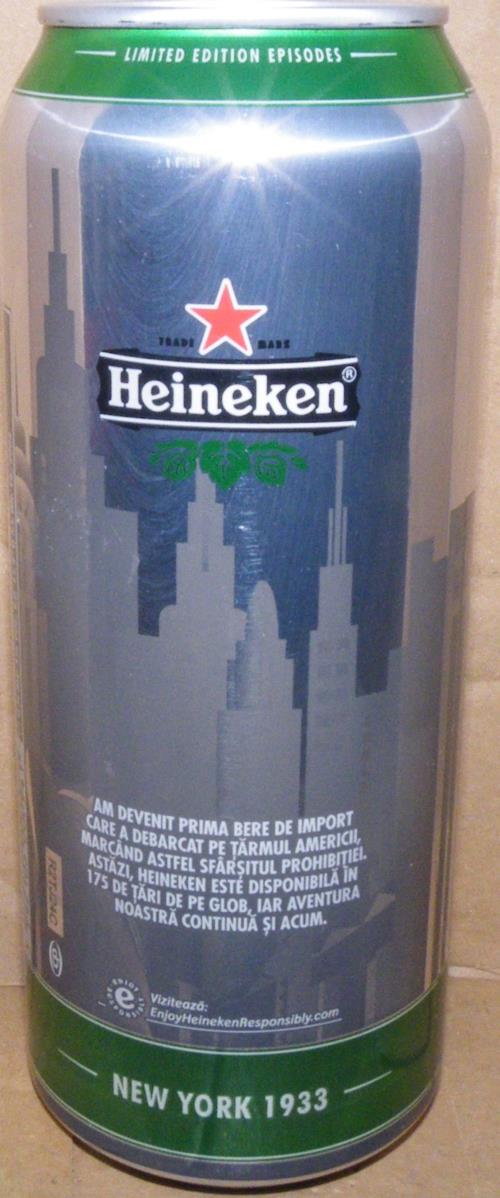 LIMITED EDITION EPISODES
TRADE MARK
Heineken®
AM DEVENIT PRIMA BERE DE IMPORT
CARE A DEBARCAT PE ȚĂRMUL AMERICII,
MARCÂND ASTFEL SFÂRȘITUL PROHIBIȚIEI.
ASTĂZI, HEINEKEN ESTE DISPONIBILĂ ÎN
175 DE ȚĂRI DE PE GLOB, IAR AVENTURA
NOASTRĂ CONTINUĂ ȘI ACUM.
e
Vizitează:
EnjoyHeinekenResponsibly.com
NEW YORK 1933